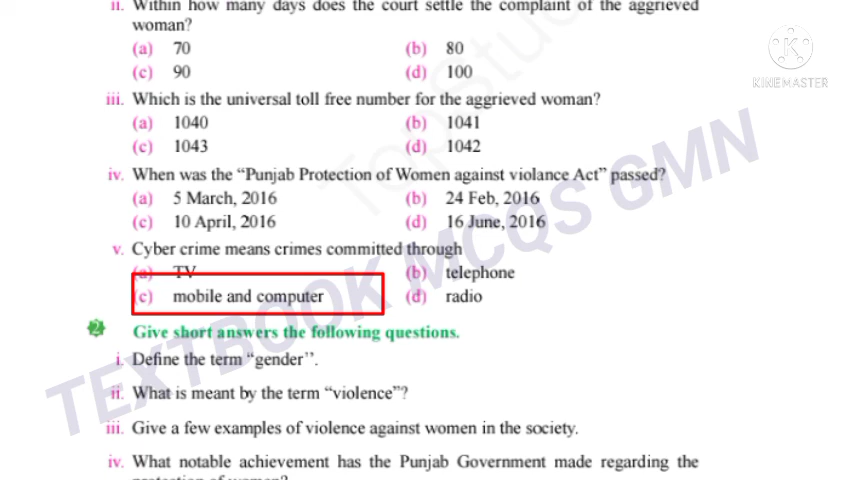 ii. Within how many days does the court settle the complaint of the aggrieved
woman?
(a) 70 (b) 80
(c) 90 (d) 100
iii. Which is the universal toll free number for the aggrieved woman?
(a) 1040 (b) 1041
(c) 1043 (d) 1042
iv. When was the “Punjab Protection of Women against violance Act” passed?
(a) 5 March, 2016 (b) 24 Feb, 2016
(c) 10 April, 2016 (d) 16 June, 2016
v. Cyber crime means crimes committed through
(a) TV (b) telephone
(c) mobile and computer (d) radio
2 Give short answers the following questions.
i. Define the term “gender’’.
ii. What is meant by the term “violence”?
iii. Give a few examples of violence against women in the society.
iv. What notable achievement has the Punjab Government made regarding the
protection of women?
TEXTBOOK MCQS GMN
K
KINEMASTER